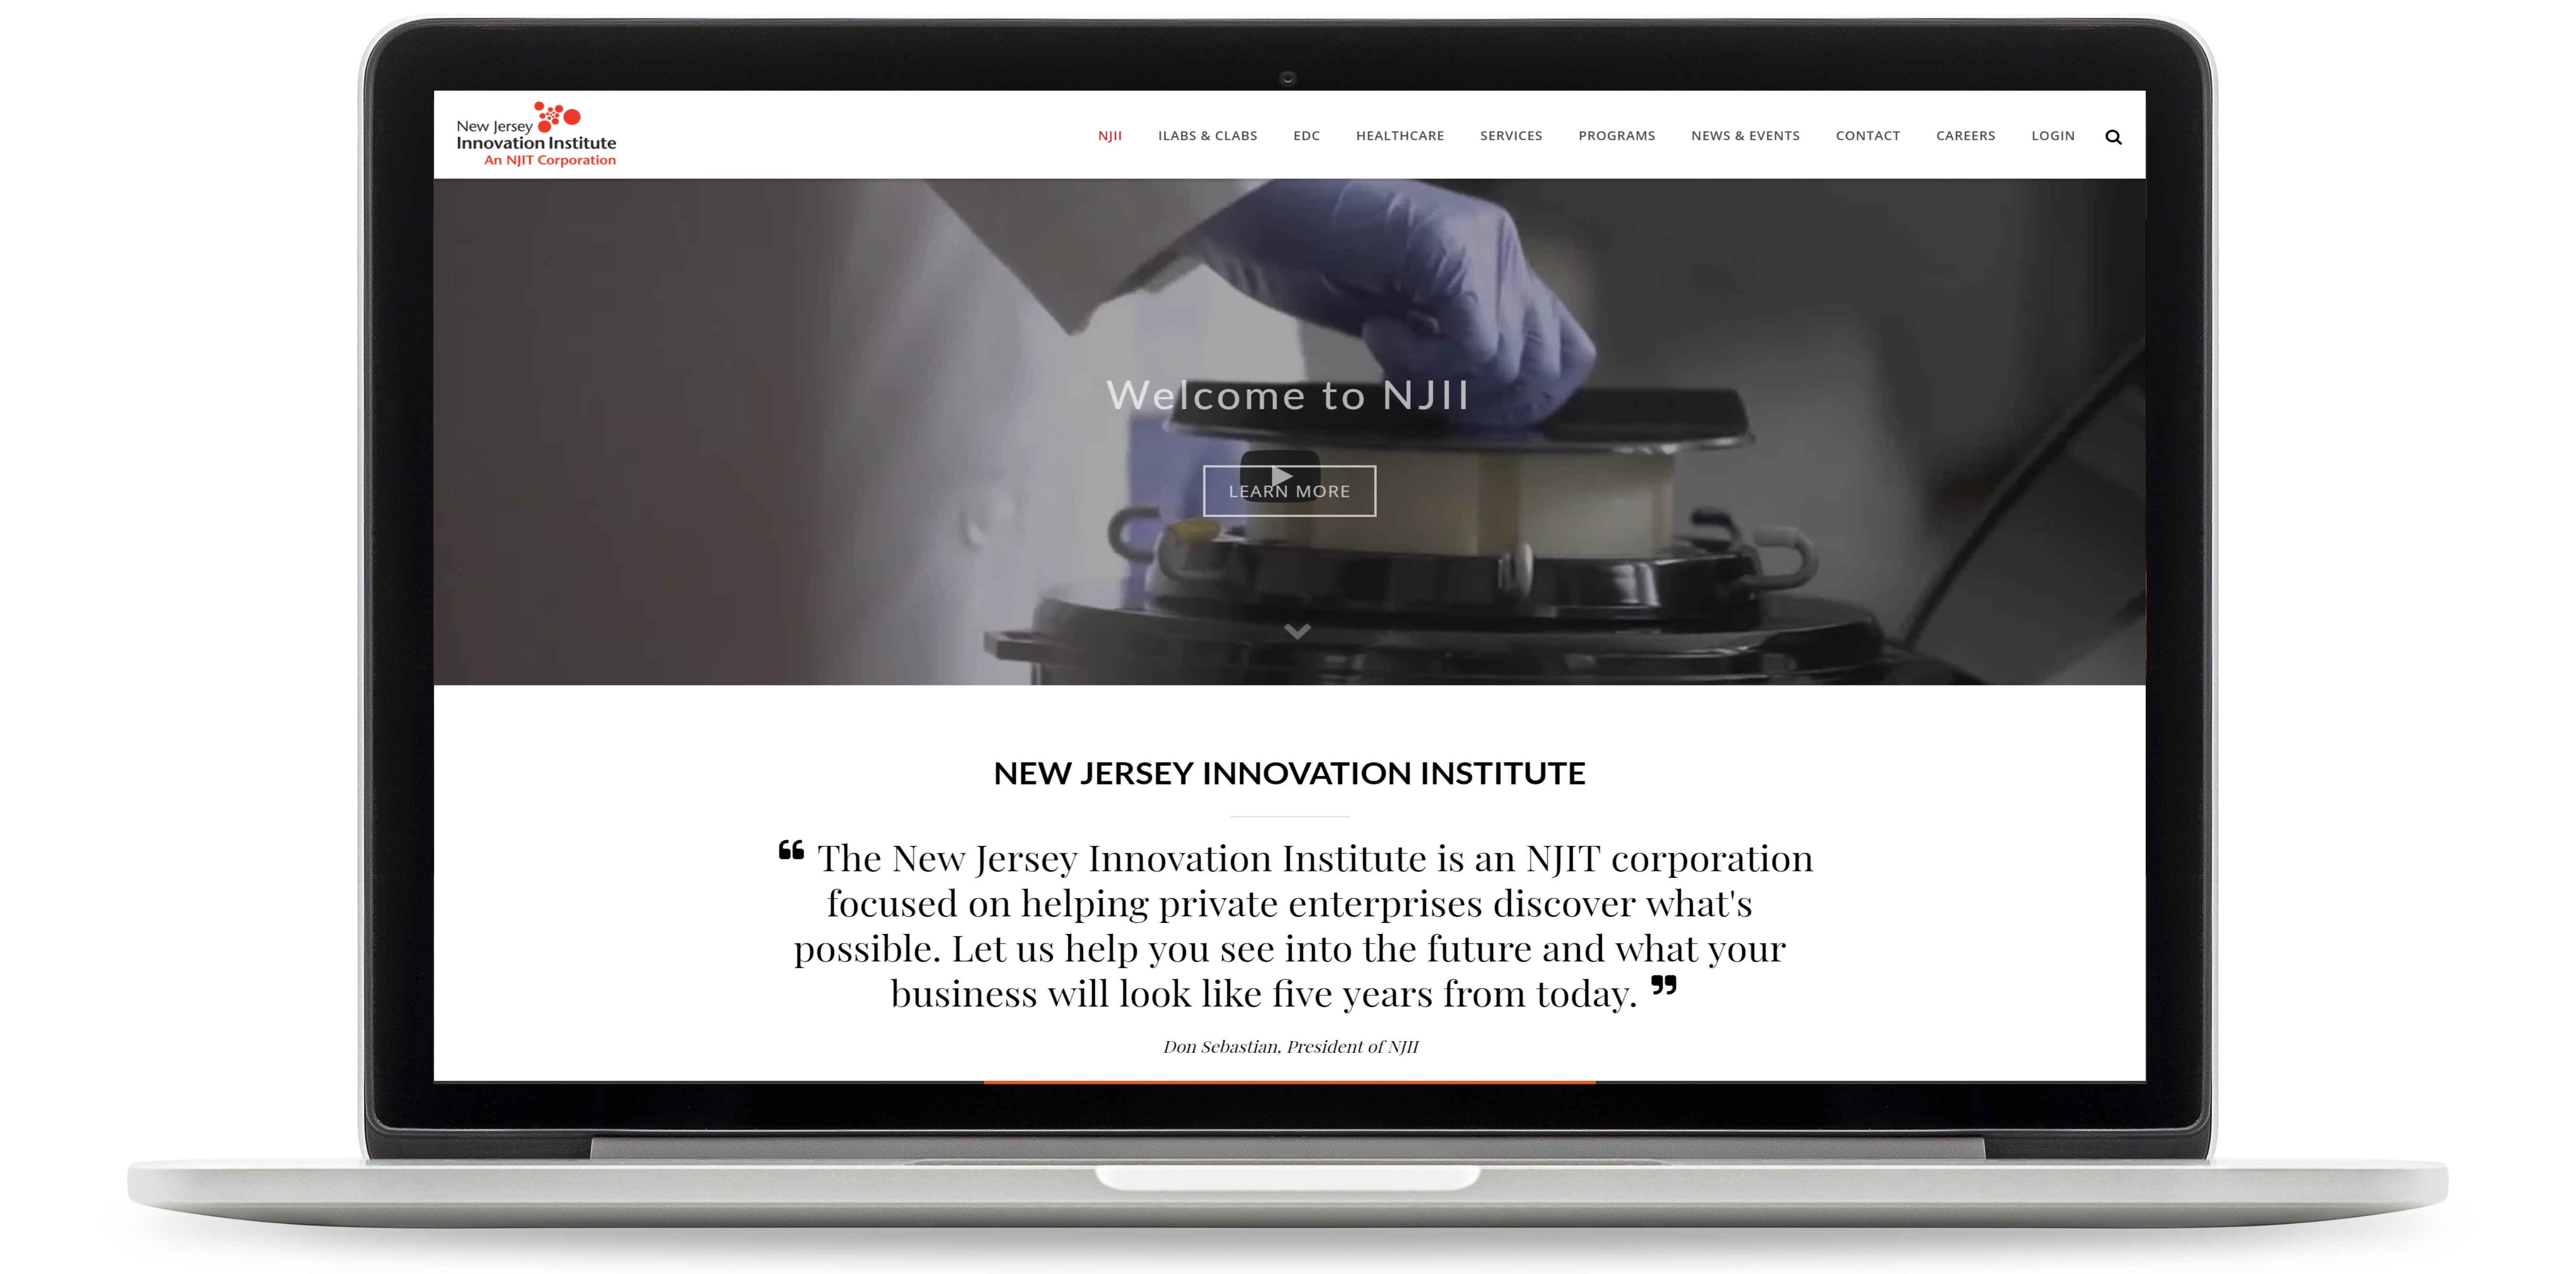 New Jersey
Innovation Institute
An NJIT Corporation
NJII ILABS & CLABS EDC HEALTHCARE SERVICES PROGRAMS NEWS & EVENTS CONTACT CAREERS LOGIN
Welcome to NJII
LEARN MORE
NEW JERSEY INNOVATION INSTITUTE
❝ The New Jersey Innovation Institute is an NJIT corporation
focused on helping private enterprises discover what's
possible. Let us help you see into the future and what your
business will look like five years from today. ❞
Don Sebastian, President of NJII